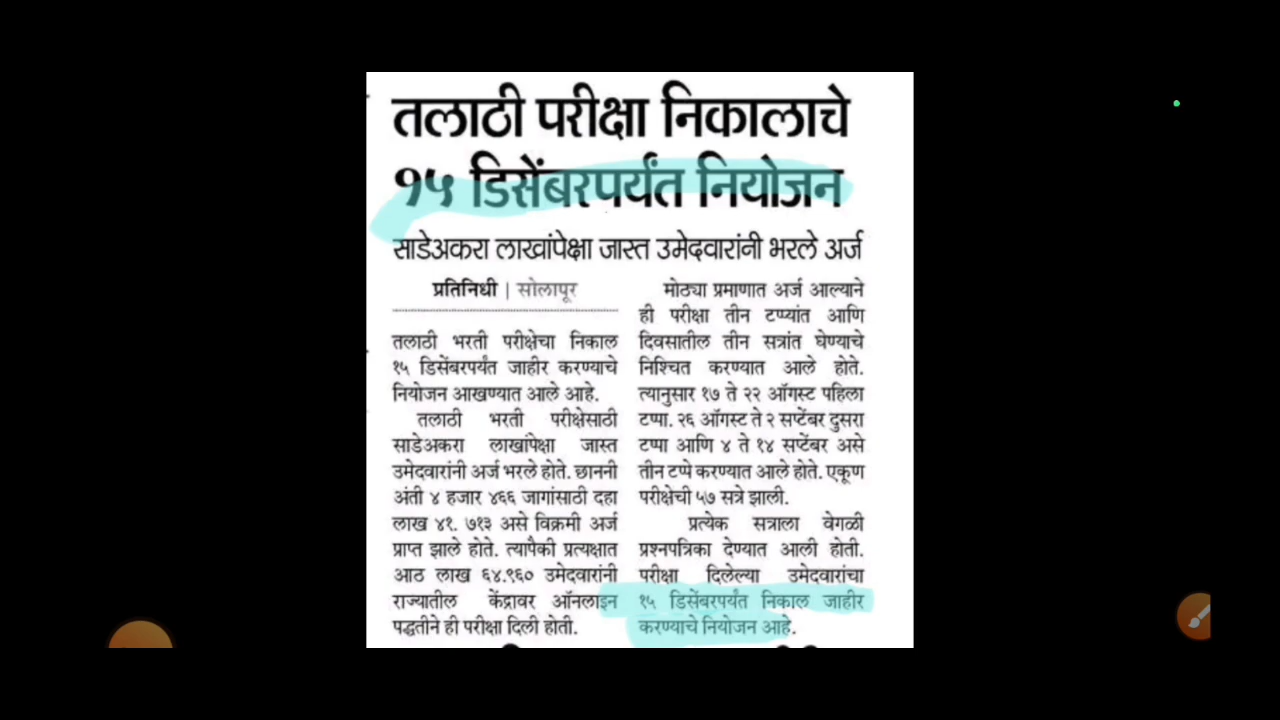 तलाठी परीक्षा निकालाचे
१५ डिसेंबरपर्यंत नियोजन
साडेअकरा लाखांपेक्षा जास्त उमेदवारांनी भरले अर्ज
प्रतिनिधी | सोलापूर
तलाठी भरती परीक्षेचा निकाल
१५ डिसेंबरपर्यंत जाहीर करण्याचे
नियोजन आखण्यात आले आहे.
तलाठी भरती परीक्षेसाठी
साडेअकरा लाखांपेक्षा जास्त
उमेदवारांनी अर्ज भरले होते. छाननी
अंती ४ हजार ४६६ जागांसाठी दहा
लाख ४१. ७१३ असे विक्रमी अर्ज
प्राप्त झाले होते. त्यापैकी प्रत्यक्षात
आठ लाख ६४.९६० उमेदवारांनी
राज्यातील केंद्रावर ऑनलाइन
पद्धतीने ही परीक्षा दिली होती.
मोठ्या प्रमाणात अर्ज आल्याने
ही परीक्षा तीन टप्प्यांत आणि
दिवसातील तीन सत्रांत घेण्याचे
निश्चित करण्यात आले होते.
त्यानुसार १७ ते २२ ऑगस्ट पहिला
टप्पा. २६ ऑगस्ट ते २ सप्टेंबर दुसरा
टप्पा आणि ४ ते १४ सप्टेंबर असे
तीन टप्पे करण्यात आले होते. एकूण
परीक्षेची ५७ सत्रे झाली.
प्रत्येक सत्राला वेगळी
प्रश्नपत्रिका देण्यात आली होती.
परीक्षा दिलेल्या उमेदवारांचा
१५ डिसेंबरपर्यंत निकाल जाहीर
करण्याचे नियोजन आहे.